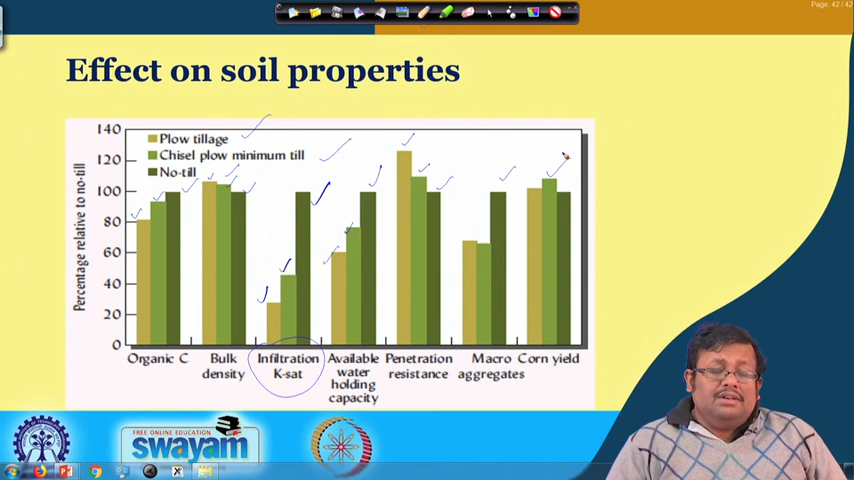 Page: 42 / 42
Effect on soil properties
Percentage relative to no-till
140
120
100
80
60
40
20
0
Plow tillage
Chisel plow minimum till
No-till
Organic C
Bulk
density
Infiltration
K-sat
Available
water
holding
capacity
Penetration
resistance
Macro
aggregates
Corn yield
FREE ONLINE EDUCATION
swayam